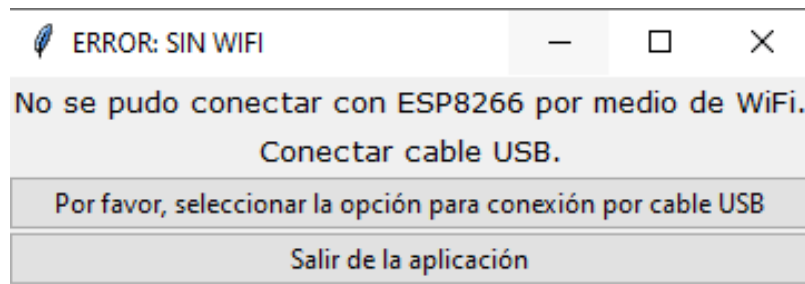 ERROR: SIN WIFI
No se pudo conectar con ESP8266 por medio de WiFi.
Conectar cable USB.
Por favor, seleccionar la opción para conexión por cable USB
Salir de la aplicación